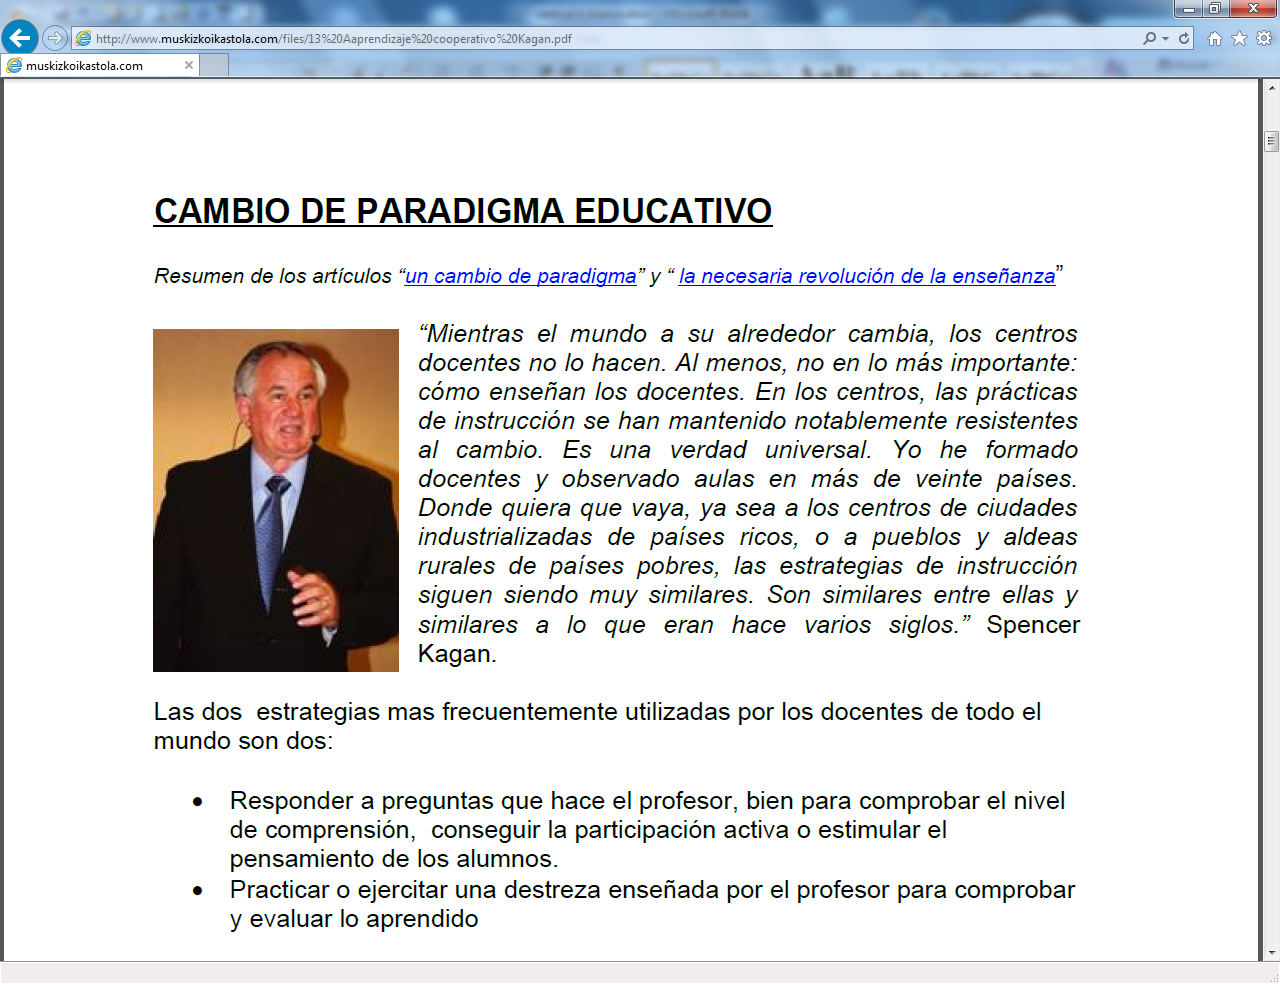 http://www.muskizkoikastola.com/files/13%20Aaprendizaje%20cooperativo%20Kagan.pdf
muskizkoikastola.com
CAMBIO DE PARADIGMA EDUCATIVO
Resumen de los artículos “un cambio de paradigma” y “ la necesaria revolución de la enseñanza”
“Mientras el mundo a su alrededor cambia, los centros
docentes no lo hacen. Al menos, no en lo más importante:
cómo enseñan los docentes. En los centros, las prácticas
de instrucción se han mantenido notablemente resistentes
al cambio. Es una verdad universal. Yo he formado
docentes y observado aulas en más de veinte países.
Donde quiera que vaya, ya sea a los centros de ciudades
industrializadas de países ricos, o a pueblos y aldeas
rurales de países pobres, las estrategias de instrucción
siguen siendo muy similares. Son similares entre ellas y
similares a lo que eran hace varios siglos.” Spencer
Kagan.
Las dos  estrategias mas frecuentemente utilizadas por los docentes de todo el
mundo son dos:
• Responder a preguntas que hace el profesor, bien para comprobar el nivel
de comprensión,  conseguir la participación activa o estimular el
pensamiento de los alumnos.
• Practicar o ejercitar una destreza enseñada por el profesor para comprobar
y evaluar lo aprendido